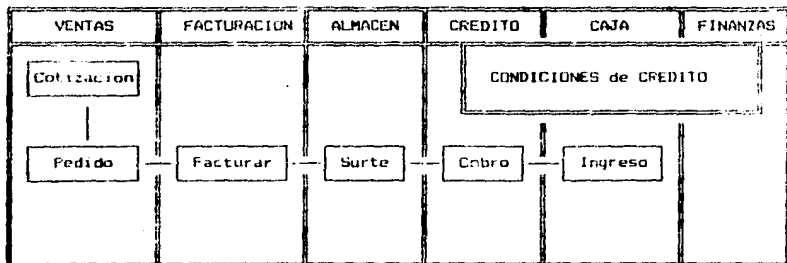 VENTAS FACTURACION ALMACEN CREDITO CAJA FINANZAS
Cotizacion CONDICIONES de CREDITO
Pedido Facturar Surte Cobro Ingreso